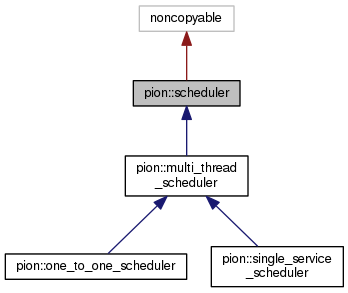 noncopyable
pion::scheduler
pion::multi_thread
_scheduler
pion::one_to_one_scheduler
pion::single_service
_scheduler